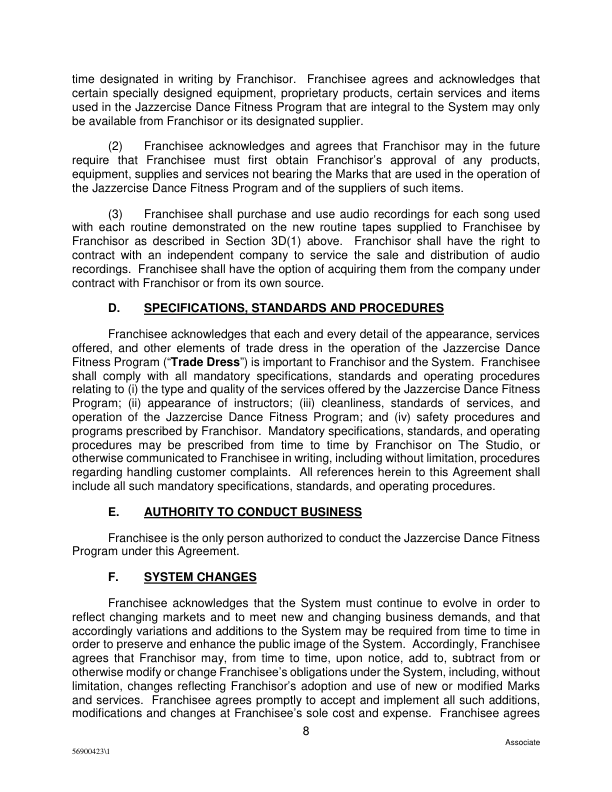 time designated in writing by Franchisor. Franchisee agrees and acknowledges that
certain specially designed equipment, proprietary products, certain services and items
used in the Jazzercise Dance Fitness Program that are integral to the System may only
be available from Franchisor or its designated supplier.
(2) Franchisee acknowledges and agrees that Franchisor may in the future
require that Franchisee must first obtain Franchisor's approval of any products,
equipment, supplies and services not bearing the Marks that are used in the operation of
the Jazzercise Dance Fitness Program and of the suppliers of such items.
(3) Franchisee shall purchase and use audio recordings for each song used
with each routine demonstrated on the new routine tapes supplied to Franchisee by
Franchisor as described in Section 3D(1) above. Franchisor shall have the right to
contract with an independent company to service the sale and distribution of audio
recordings. Franchisee shall have the option of acquiring them from the company under
contract with Franchisor or from its own source.
D. SPECIFICATIONS, STANDARDS AND PROCEDURES
Franchisee acknowledges that each and every detail of the appearance, services
offered, and other elements of trade dress in the operation of the Jazzercise Dance
Fitness Program (“Trade Dress”) is important to Franchisor and the System. Franchisee
shall comply with all mandatory specifications, standards and operating procedures
relating to (i) the type and quality of the services offered by the Jazzercise Dance Fitness
Program; (ii) appearance of instructors; (iii) cleanliness, standards of services, and
operation of the Jazzercise Dance Fitness Program; and (iv) safety procedures and
programs prescribed by Franchisor. Mandatory specifications, standards, and operating
procedures may be prescribed from time to time by Franchisor on The Studio, or
otherwise communicated to Franchisee in writing, including without limitation, procedures
regarding handling customer complaints. All references herein to this Agreement shall
include all such mandatory specifications, standards, and operating procedures.
E. AUTHORITY TO CONDUCT BUSINESS
Franchisee is the only person authorized to conduct the Jazzercise Dance Fitness
Program under this Agreement.
F. SYSTEM CHANGES
Franchisee acknowledges that the System must continue to evolve in order to
reflect changing markets and to meet new and changing business demands, and that
accordingly variations and additions to the System may be required from time to time in
order to preserve and enhance the public image of the System. Accordingly, Franchisee
agrees that Franchisor may, from time to time, upon notice, add to, subtract from or
otherwise modify or change Franchisee's obligations under the System, including, without
limitation, changes reflecting Franchisor's adoption and use of new or modified Marks
and services. Franchisee agrees promptly to accept and implement all such additions,
modifications and changes at Franchisee's sole cost and expense. Franchisee agrees
8
Associate
56900423\1